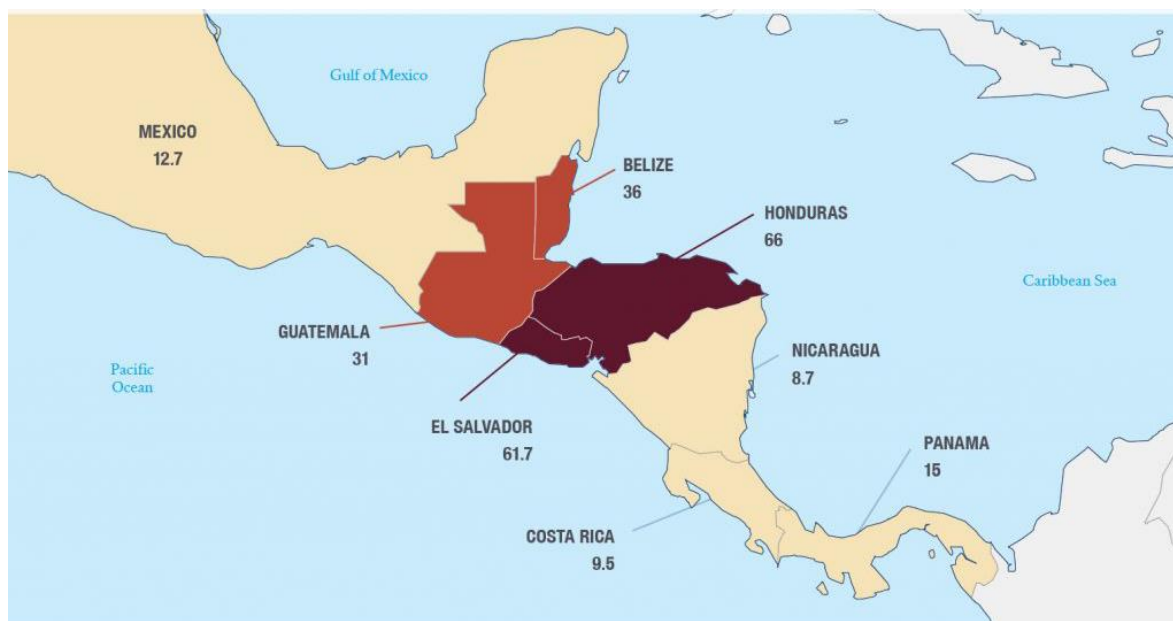 Gulf of Mexico
MEXICO
12.7
BELIZE
36
HONDURAS
66
Caribbean Sea
GUATEMALA
31
NICARAGUA
8.7
Pacific
Ocean
EL SALVADOR
61.7
PANAMA
15
COSTA RICA
9.5